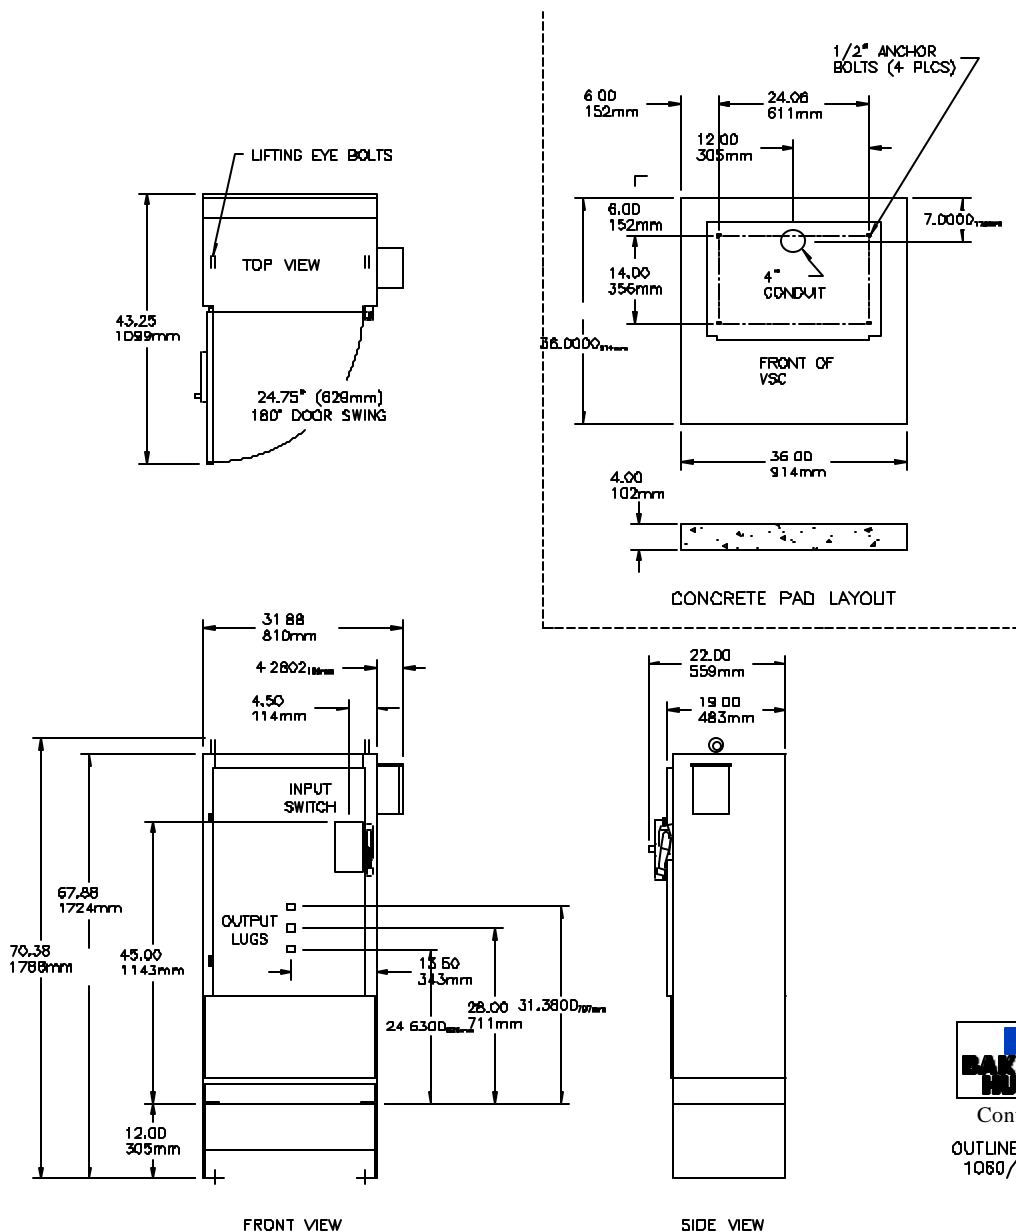 1/2" ANCHOR
BOLTS (4 PLCS)
6.00
152mm
24.06
611mm
12.00
305mm
LIFTING EYE BOLTS
6.00
152mm
7.0000
TOP VIEW
14.00
356mm
4"
CONDUIT
43.25
1099mm
36.0000
FRONT OF
VSC
24.75" (629mm)
180° DOOR SWING
36.00
914mm
4.00
102mm
CONCRETE PAD LAYOUT
31.88
810mm
4.2802
22.00
559mm
4.50
114mm
19.00
483mm
INPUT
SWITCH
67.88
1724mm
OUTPUT
LUGS
70.38
1788mm
45.00
1143mm
13.50
343mm
24.6300
28.00
711mm
31.3800 797mm
BAK
HU
Con
12.00
305mm
OUTLINE
1060/
FRONT VIEW
SIDE VIEW